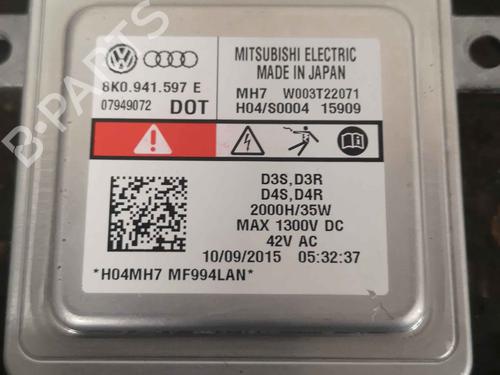 MITSUBISHI ELECTRIC
MADE IN JAPAN
8K0.941.597 E
MH7 W003T22071
07949072 DOT
H04/S0004 15909
D3S,D3R
D4S,D4R
2000H/35W
MAX 1300V DC
42V AC
10/09/2015 05:32:37
*H04MH7 MF994LAN*
B-PARTS